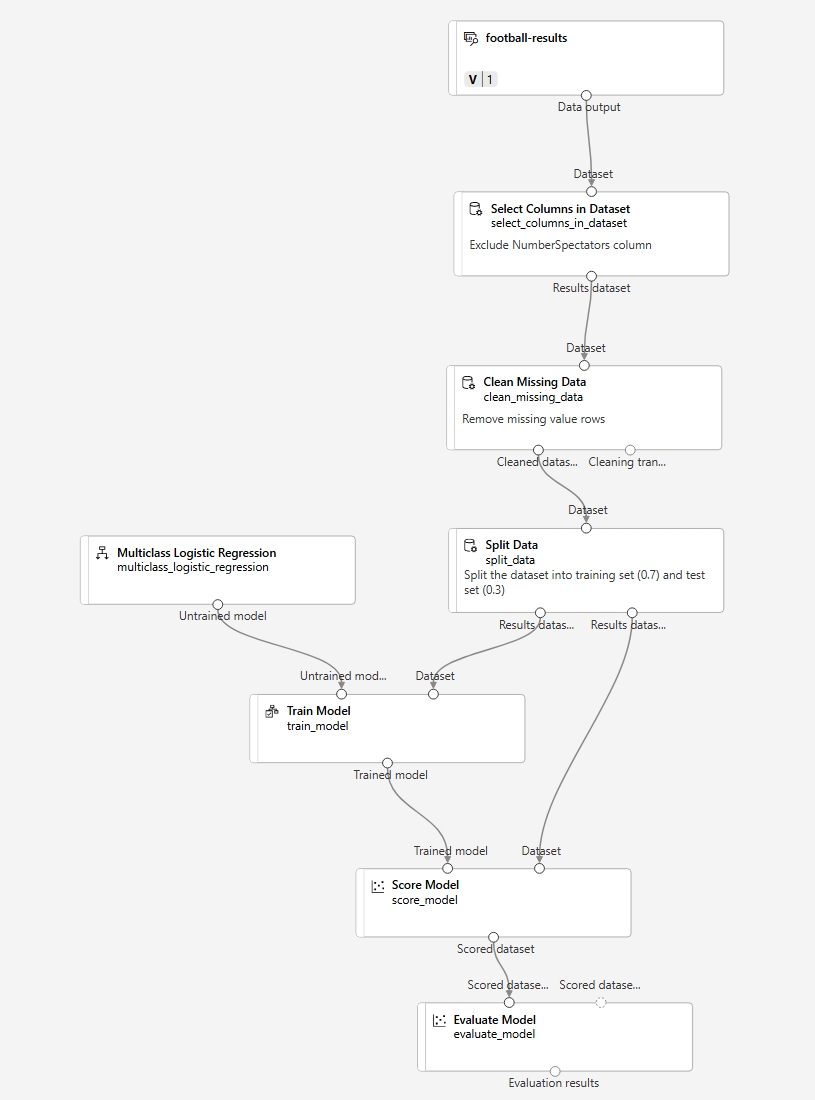 football-results
V 1
Data output
Dataset
Select Columns in Dataset
select_columns_in_dataset
Exclude NumberSpectators column
Results dataset
Dataset
Clean Missing Data
clean_missing_data
Remove missing value rows
Cleaned datas... Cleaning tran...
Dataset
Split Data
split_data
Split the dataset into training set (0.7) and test
set (0.3)
Results datas... Results datas...
Multiclass Logistic Regression
multiclass_logistic_regression
Untrained model
Untrained mod... Dataset
Train Model
train_model
Trained model
Trained model Dataset
Score Model
score_model
Scored dataset
Scored datase... Scored datase...
Evaluate Model
evaluate_model
Evaluation results